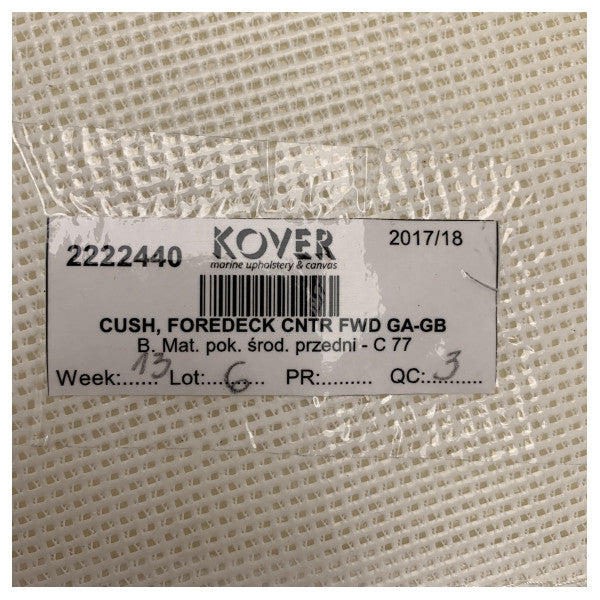 2222440
KOVER
marine upholstery & canvas
2017/18
CUSH, FOREDECK CNTR FWD GA-GB
B. Mat. pok. środ. przedni - C 77
Week:......13 Lot:...6...... PR:......... QC:...3.......